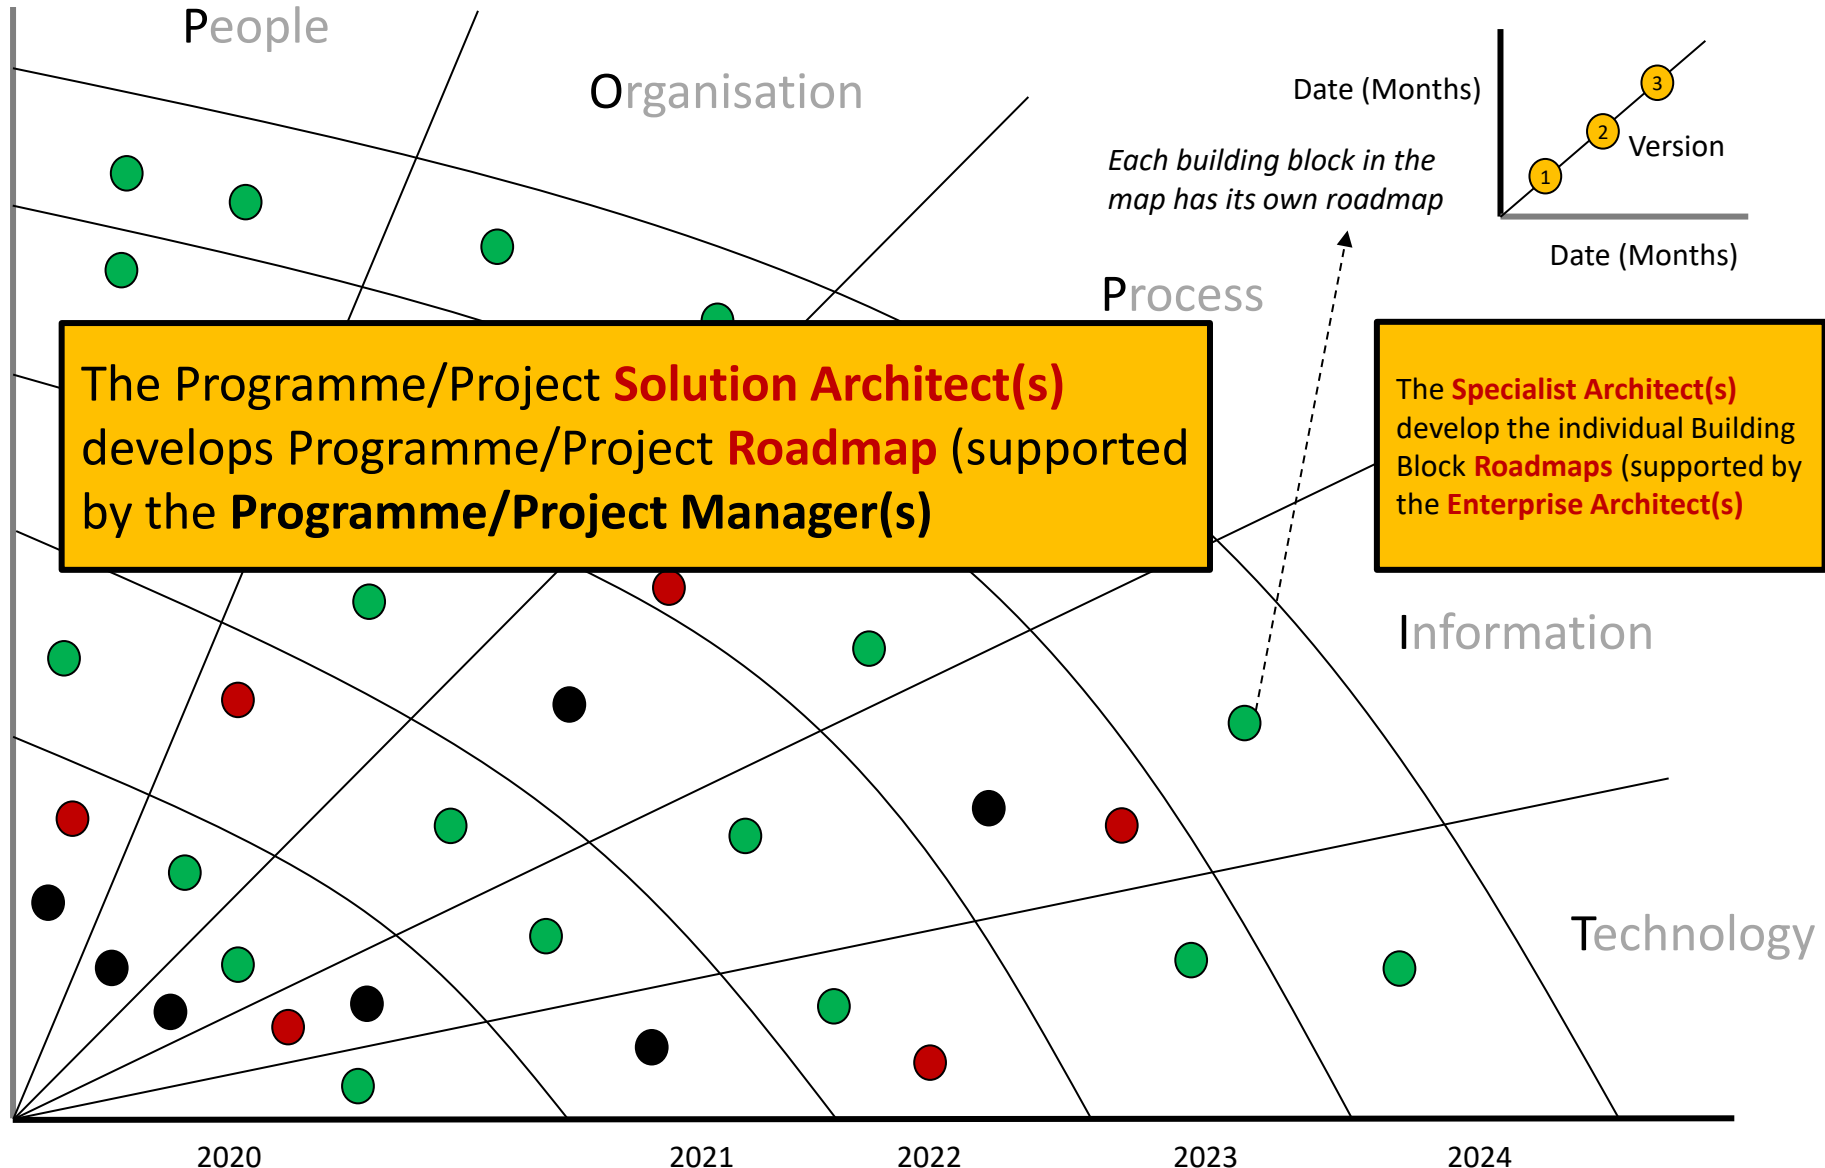 People
Organisation
Date (Months)
3
2
Version
1
Each building block in the
map has its own roadmap
Date (Months)
Process
The Programme/Project Solution Architect(s)
develops Programme/Project Roadmap (supported
by the Programme/Project Manager(s)
The Specialist Architect(s)
develop the individual Building
Block Roadmaps (supported by
the Enterprise Architect(s)
Information
Technology
2020
2021
2022
2023
2024